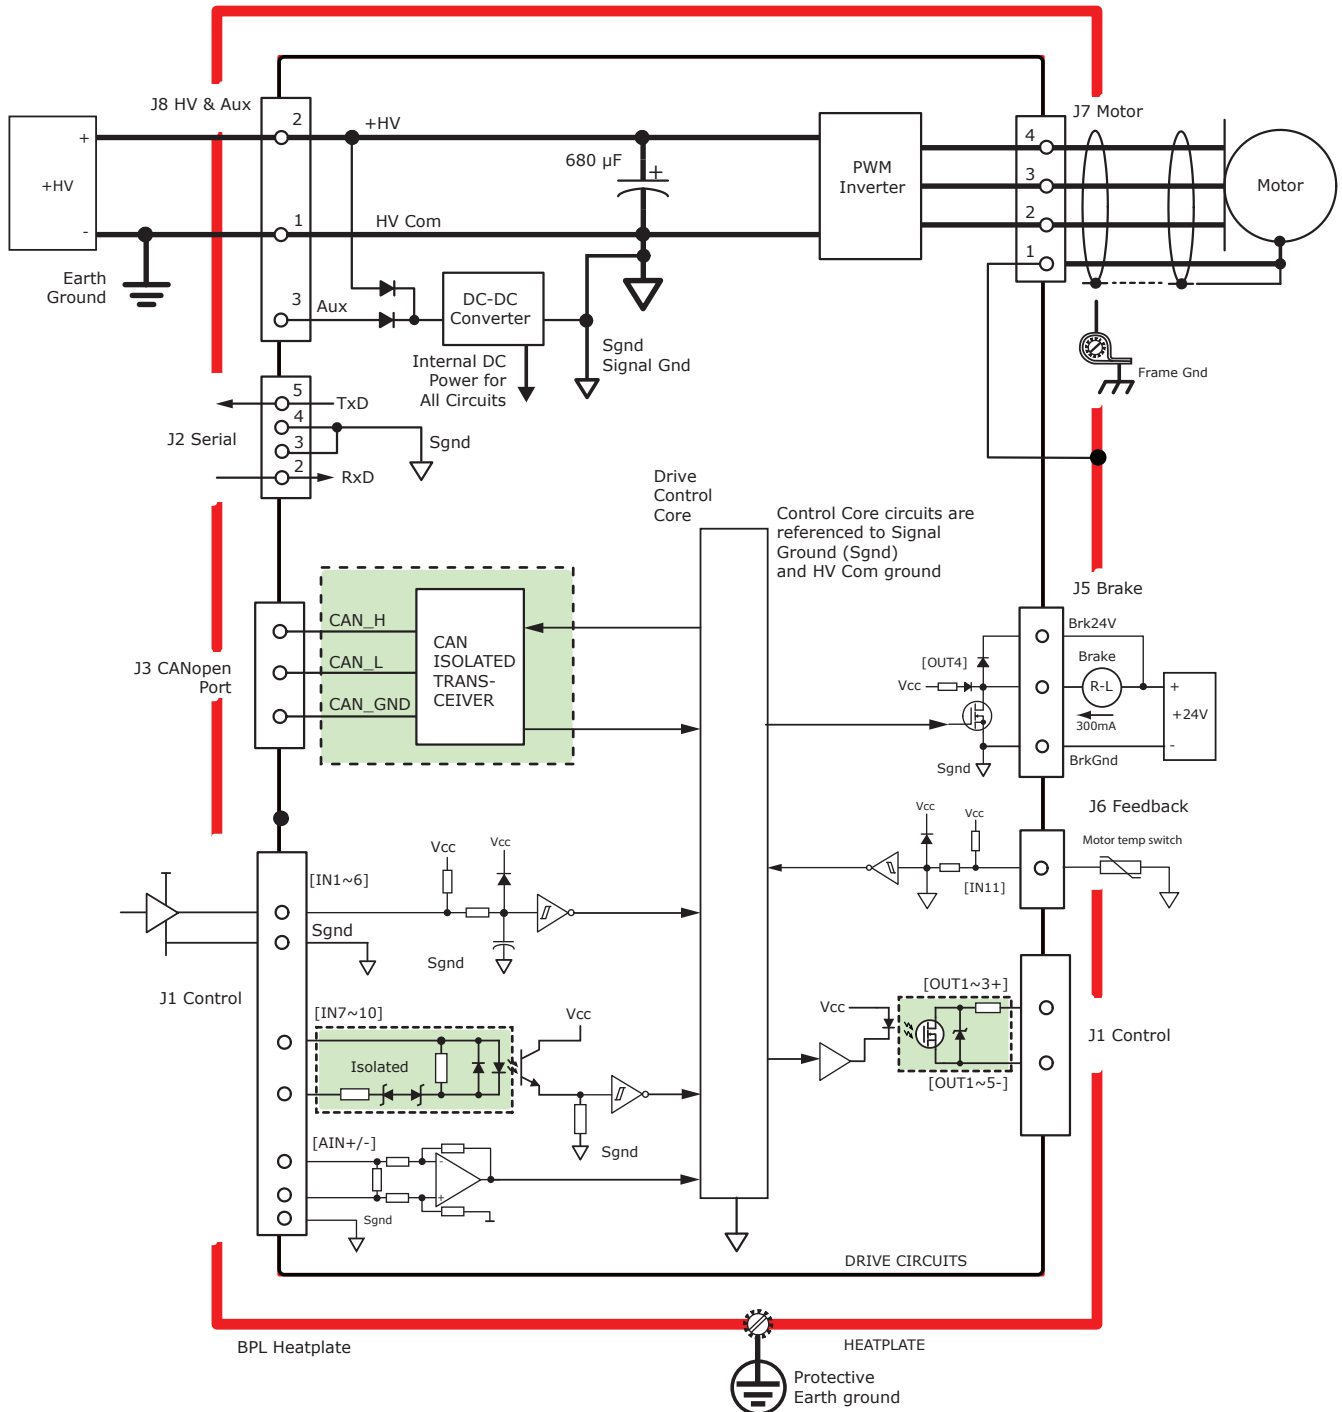 J8 HV & Aux
2
+HV
680 µF
+
PWM
Inverter
J7 Motor
4
3
2
1
Motor
+
+HV
-
1
HV Com
Earth
Ground
3
Aux
DC-DC
Converter
Internal DC
Power for
All Circuits
Sgnd
Signal Gnd
Frame Gnd
J2 Serial
5
4
3
2
TxD
Sgnd
RxD
Drive
Control
Core
Control Core circuits are
referenced to Signal
Ground (Sgnd)
and HV Com ground
J3 CANopen
Port
CAN_H
CAN_L
CAN_GND
CAN
ISOLATED
TRANS-
CEIVER
J5 Brake
Brk24V
[OUT4]
Vcc
Brake
R-L
300mA
+
+24V
-
Sgnd
BrkGnd
J6 Feedback
Vcc
Vcc
Motor temp switch
[IN11]
Vcc
Vcc
[IN1~6]
Sgnd
Sgnd
J1 Control
[IN7~10]
Isolated
Vcc
Sgnd
[OUT1~3+]
Vcc
[OUT1~5-]
J1 Control
[AIN+/-]
-
+
Sgnd
DRIVE CIRCUITS
BPL Heatplate
HEATPLATE
Protective
Earth ground